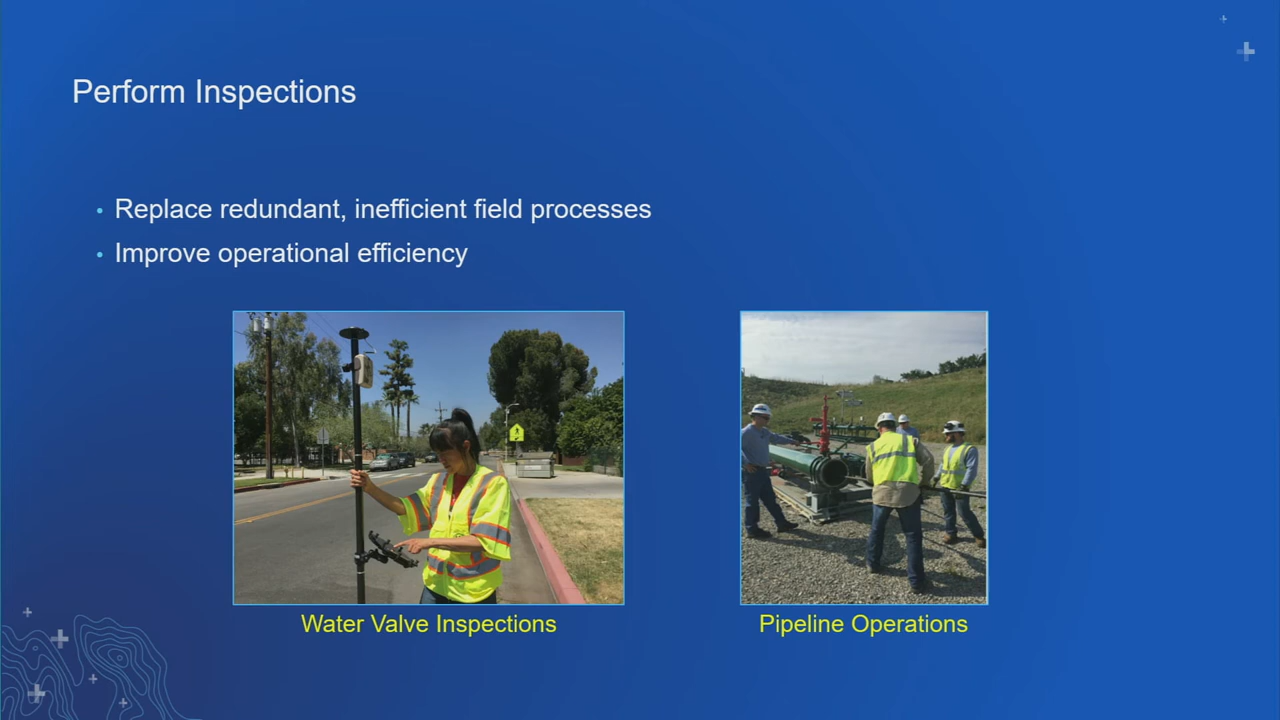 Perform Inspections
• Replace redundant, inefficient field processes
• Improve operational efficiency
Water Valve Inspections
Pipeline Operations